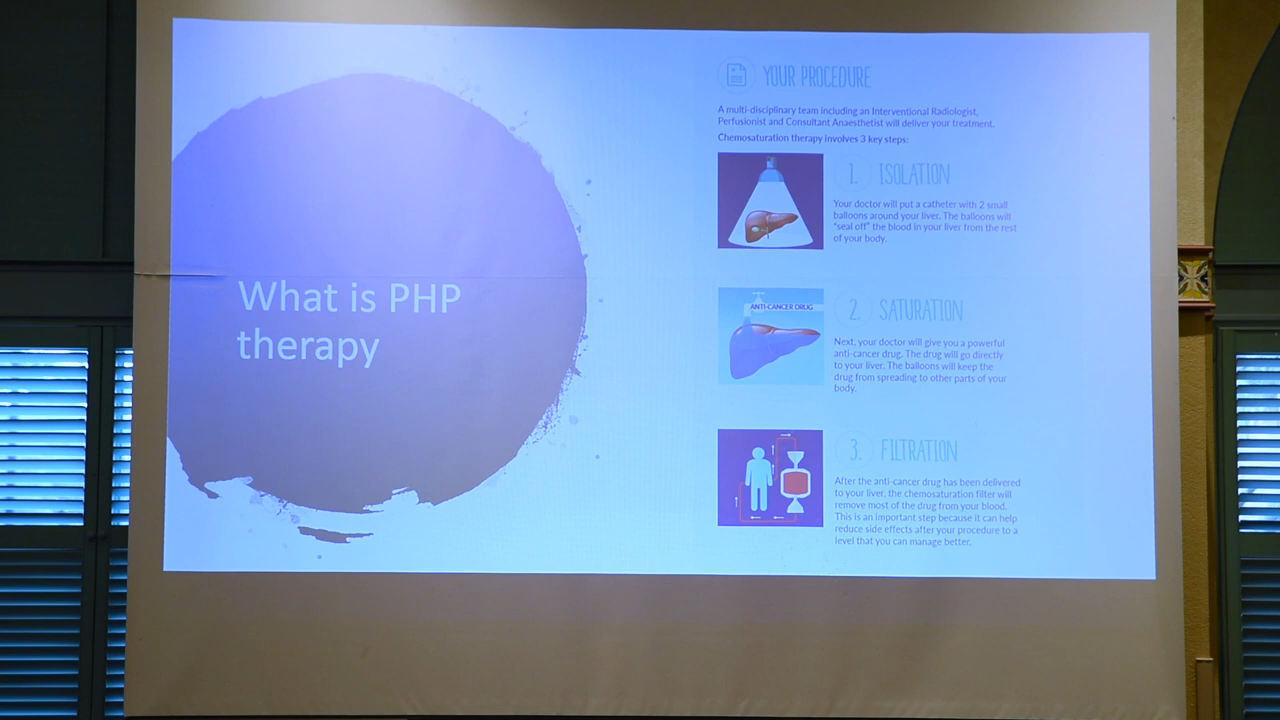 What is PHP
therapy
YOUR PROCEDURE
A multi-disciplinary team including an Interventional Radiologist,
Perfusionist and Consultant Anaesthetist will deliver your treatment.
Chemosaturation therapy involves 3 key steps:
1. ISOLATION
Your doctor will put a catheter with 2 small
balloons around your liver. The balloons will
"seal off" the blood in your liver from the rest
of your body.
ANTI-CANCER DRUG
2. SATURATION
Next, your doctor will give you a powerful
anti-cancer drug. The drug will go directly
to your liver. The balloons will keep the
drug from spreading to other parts of your
body.
3. FILTRATION
After the anti-cancer drug has been delivered
to your liver, the chemosaturation filter will
remove most of the drug from your blood.
This is an important step because it can help
reduce side effects after your procedure to a
level that you can manage better.